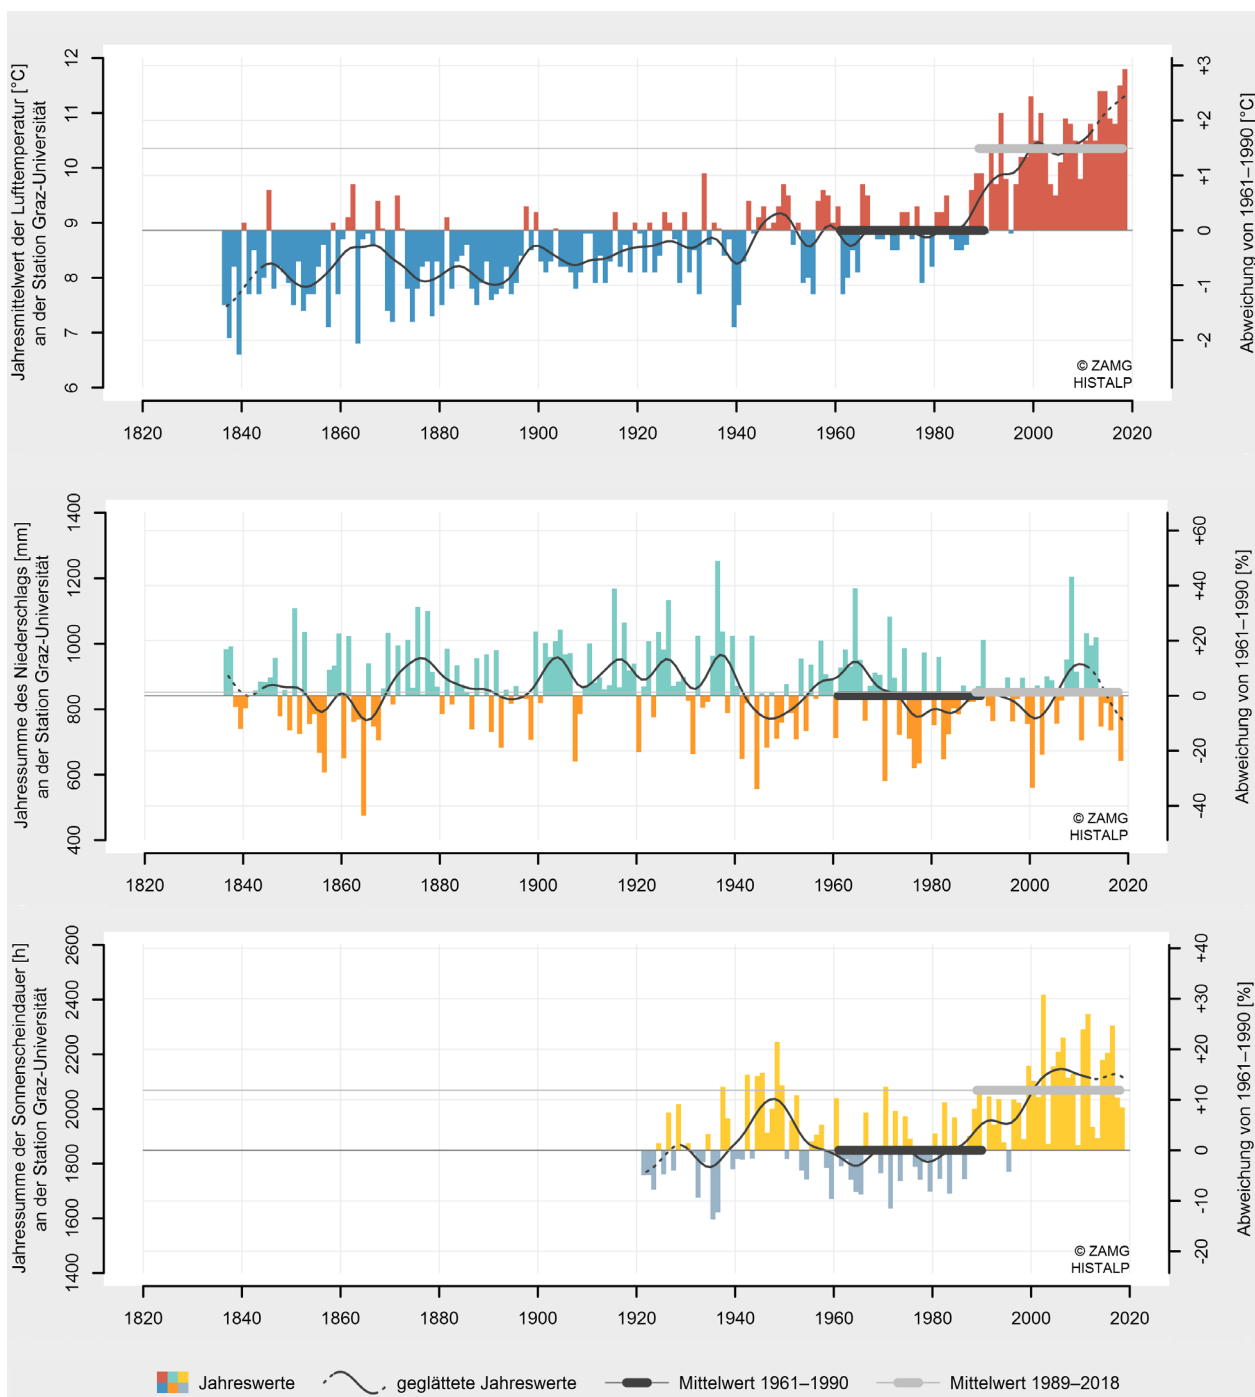 Jahresmittelwert der Lufttemperatur [°C]
an der Station Graz-Universität
12
11
10
9
8
7
6
+3
+2
+1
0
-1
-2
Abweichung von 1961–1990 [°C]
© ZAMG
HISTALP
1820 1840 1860 1880 1900 1920 1940 1960 1980 2000 2020
Jahressumme des Niederschlags [mm]
an der Station Graz-Universität
1400
1200
1000
800
600
400
+60
+40
+20
0
-20
-40
Abweichung von 1961–1990 [%]
© ZAMG
HISTALP
1820 1840 1860 1880 1900 1920 1940 1960 1980 2000 2020
Jahressumme der Sonnenscheindauer [h]
an der Station Graz-Universität
2600
2400
2200
2000
1800
1600
1400
+40
+30
+20
+10
0
-10
-20
Abweichung von 1961–1990 [%]
© ZAMG
HISTALP
1820 1840 1860 1880 1900 1920 1940 1960 1980 2000 2020
Jahreswerte geglättete Jahreswerte Mittelwert 1961–1990 Mittelwert 1989–2018